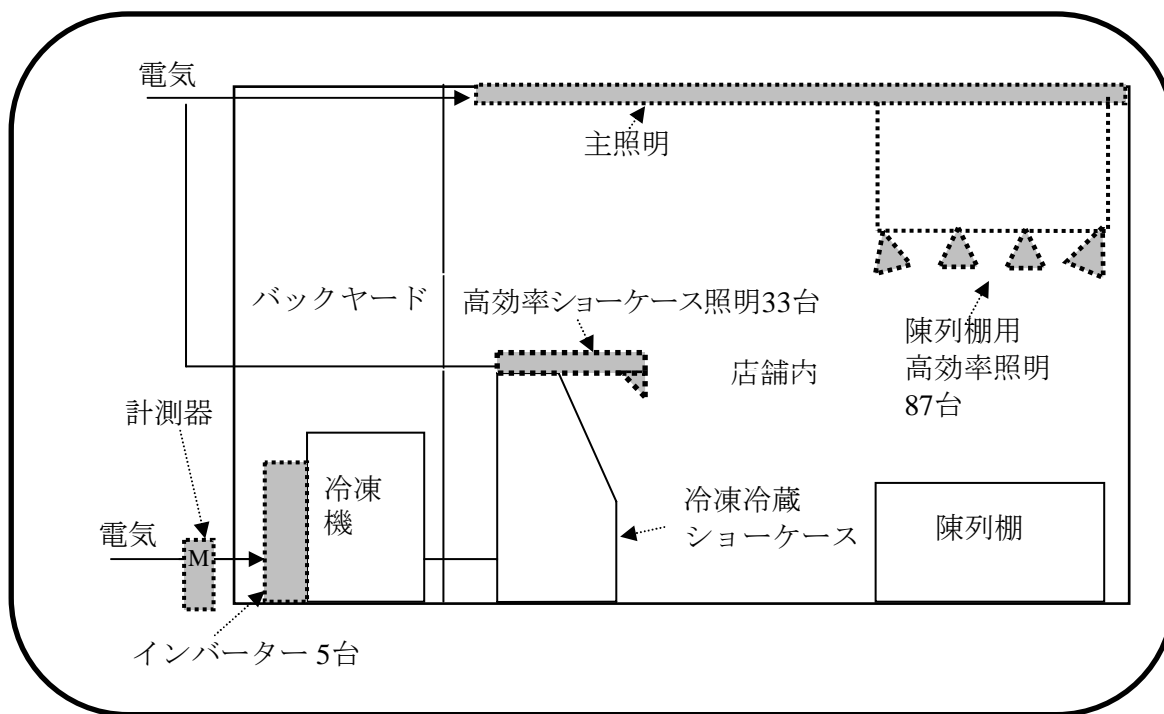 電気
主照明
バックヤード
高効率ショーケース照明33台
陳列棚用
高効率照明
87台
店舗内
計測器
冷凍
機
冷凍冷蔵
ショーケース
陳列棚
電気
M
インバーター 5台